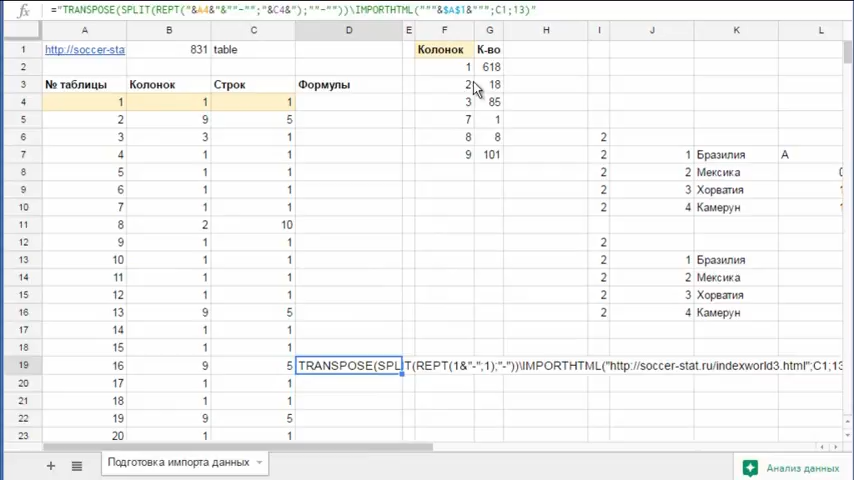 ="TRANSPOSE(SPLIT(REPT("&A4&"&""-"";"&C4&");""-""))\IMPORTHTML("""&$A$1&""";C1;13)"
A B C D E F G H I J K L
1 http://soccer-stat 831 table Колонок К-во
2 1 618
3 № таблицы Колонок Строк Формулы 2 18
4 1 1 1 3 85
5 2 9 5 7 1
6 3 3 1 8 8 2
7 4 1 1 9 101 2 1 Бразилия А
8 5 1 1 2 2 Мексика
9 6 1 1 2 3 Хорватия
10 7 1 1 2 4 Камерун
11 8 2 10
12 9 1 1 2
13 10 1 1 2 1 Бразилия
14 11 1 1 2 2 Мексика
15 12 1 1 2 3 Хорватия
16 13 9 5 2 4 Камерун
17 14 1 1
18 15 1 1
19 16 9 5 TRANSPOSE(SPLIT(REPT(1&"-";1);"-"))\IMPORTHTML("http://soccer-stat.ru/indexworld3.html";C1;13
20 17 1 1
21 18 1 1
22 19 9 5
23 20 1 1
Подготовка импорта данных
Анализ данных